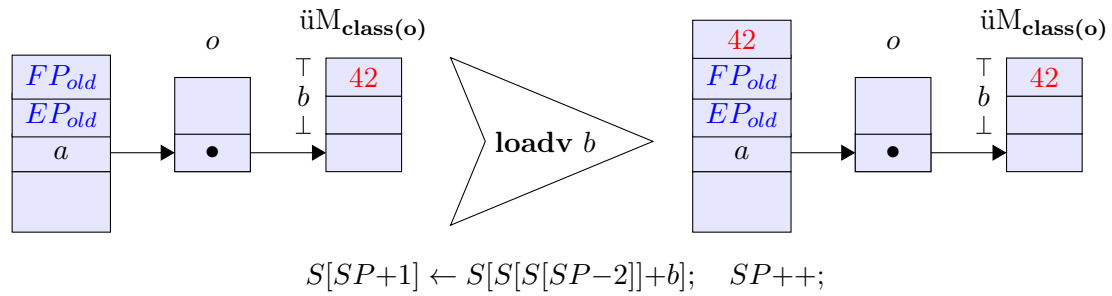 o üM_class(o) o üM_class(o)
42
FP_old 42 FP_old 42
b b
EP_old EP_old
a • loadv b a •
S[SP+1] ← S[S[S[SP−2]]+b]; SP++;